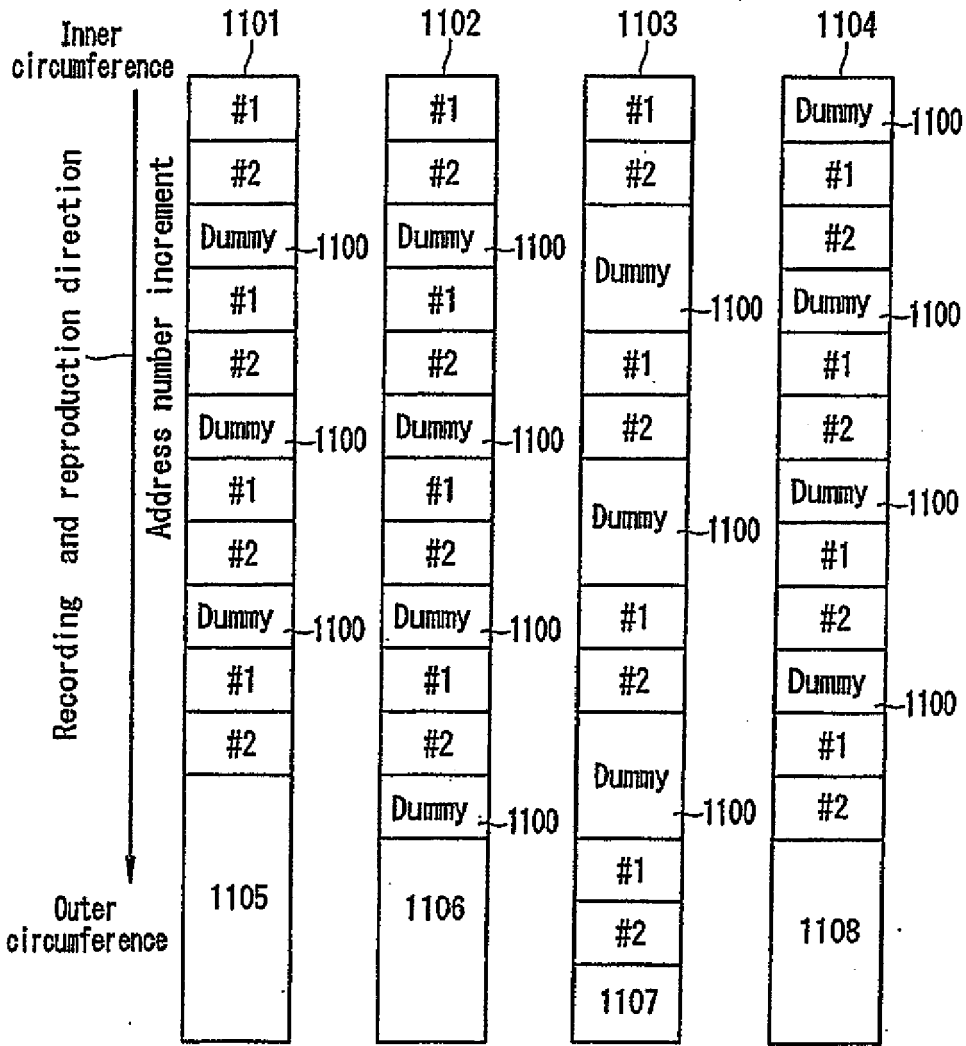 Inner
circumference
Recording and reproduction direction
Address number increment
Outer
circumference
1101
#1
#2
Dummy
1100
#1
#2
Dummy
1100
#1
#2
Dummy
1100
#1
#2
1105
1102
#1
#2
Dummy
1100
#1
#2
Dummy
1100
#1
#2
Dummy
1100
#1
#2
Dummy
1100
1106
1103
#1
#2
Dummy
1100
#1
#2
Dummy
1100
#1
#2
Dummy
1100
#1
#2
1107
1104
Dummy
1100
#1
#2
Dummy
1100
#1
#2
Dummy
1100
#1
#2
Dummy
1100
#1
#2
1108